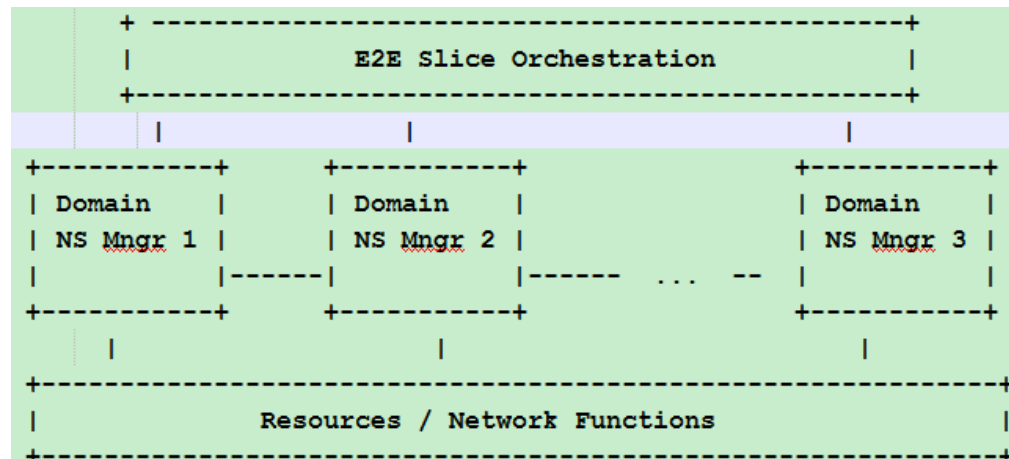 + -----------------------------------------------+
|              E2E Slice Orchestration            |
+-------------------------------------------------+
|               |                           |
+-----------+      +-----------+                 +-----------+
| Domain    |      | Domain    |                 | Domain    |
| NS Mngr 1 |      | NS Mngr 2 |                 | NS Mngr 3 |
|           |------|           |------  ...  --  |           |
+-----------+      +-----------+                 +-----------+
|                    |                          |
+-------------------------------------------------------------+
|              Resources / Network Functions                  |
+-------------------------------------------------------------+